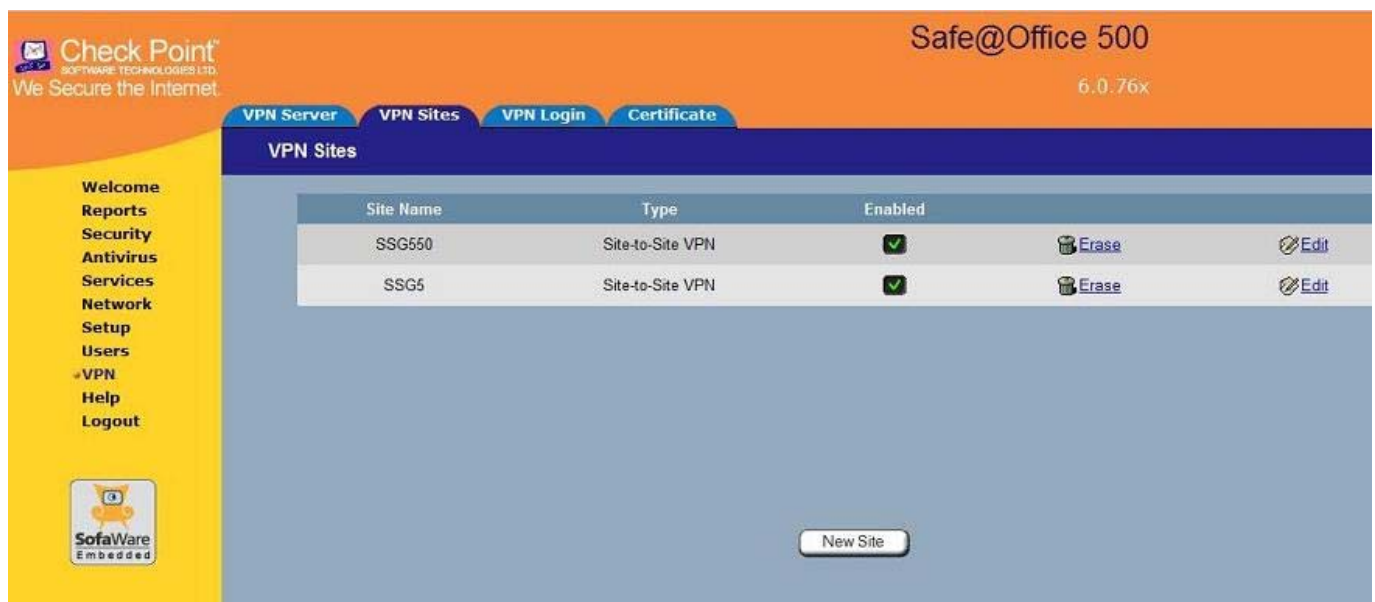 Safe@Office 500
Check Point™
SOFTWARE TECHNOLOGIES LTD.
We Secure the Internet.
6.0.76x
VPN Server VPN Sites VPN Login Certificate
VPN Sites
Welcome
Reports
Security
Antivirus
Services
Network
Setup
Users
VPN
Help
Logout
Site Name Type Enabled
SSG550 Site-to-Site VPN Erase Edit
SSG5 Site-to-Site VPN Erase Edit
New Site
SofaWare
Embedded